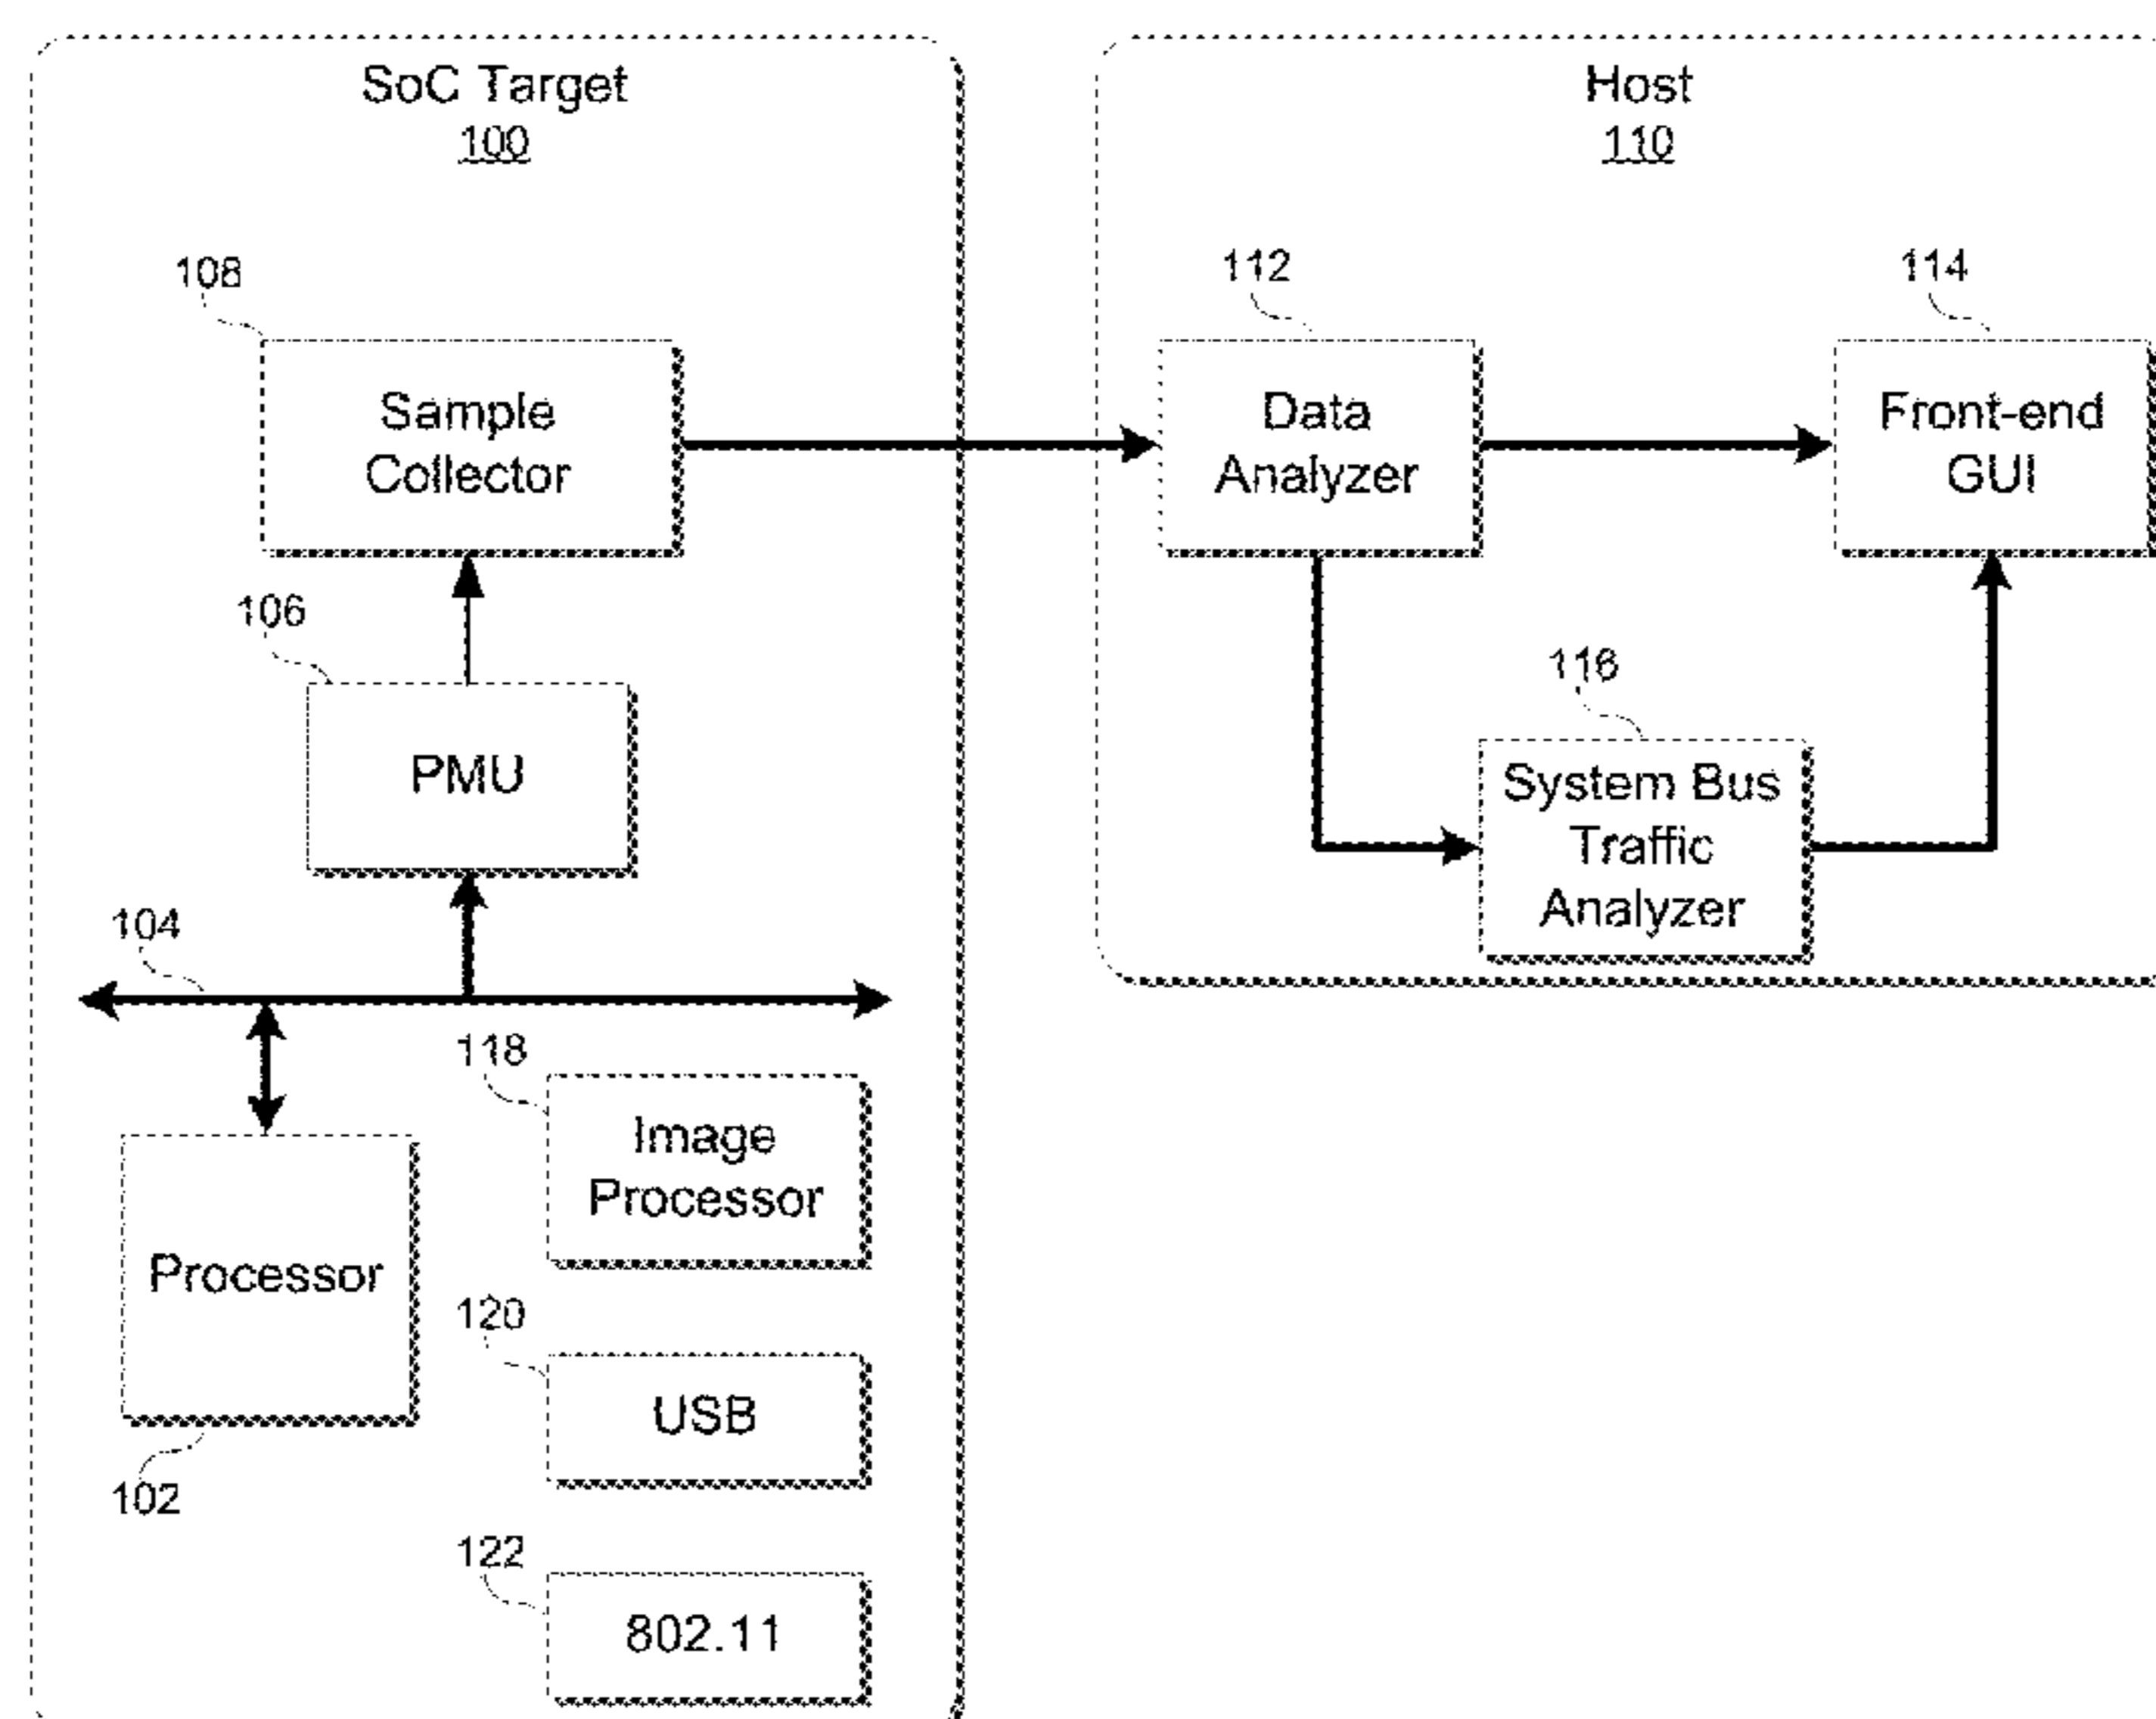 SoC Target
100
108
Sample
Collector
106
PMU
104
118
Image
Processor
Processor
120
USB
102
122
802.11
Host
110
112
Data
Analyzer
114
Front-end
GUI
116
System Bus
Traffic
Analyzer